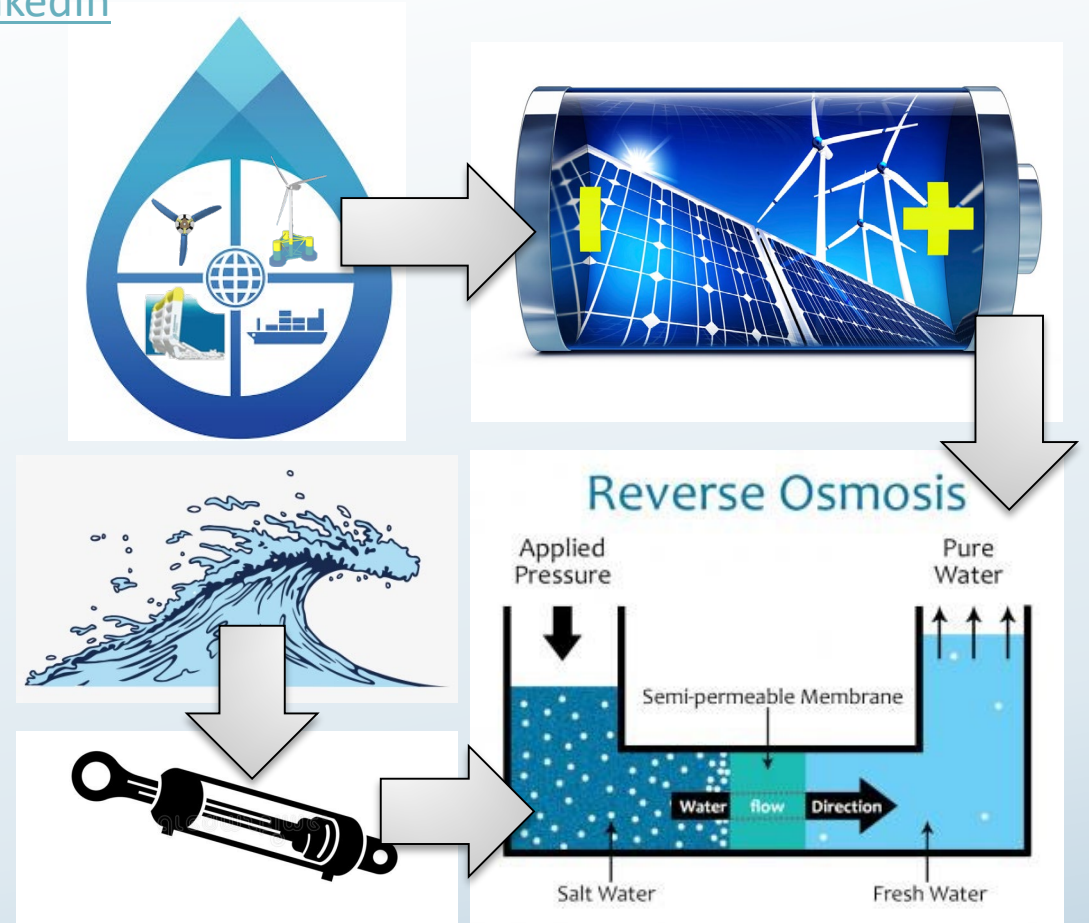 Reverse Osmosis
Applied
Pressure
Pure
Water
Semi-permeable Membrane
Water flow Direction
Salt Water
Fresh Water